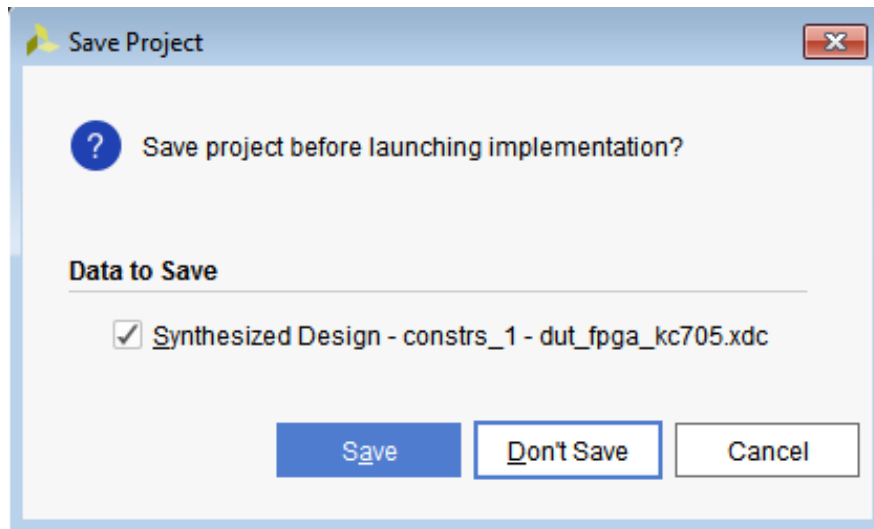 Save Project
?
Save project before launching implementation?
Data to Save
Synthesized Design - constrs_1 - dut_fpga_kc705.xdc
Save Don't Save Cancel